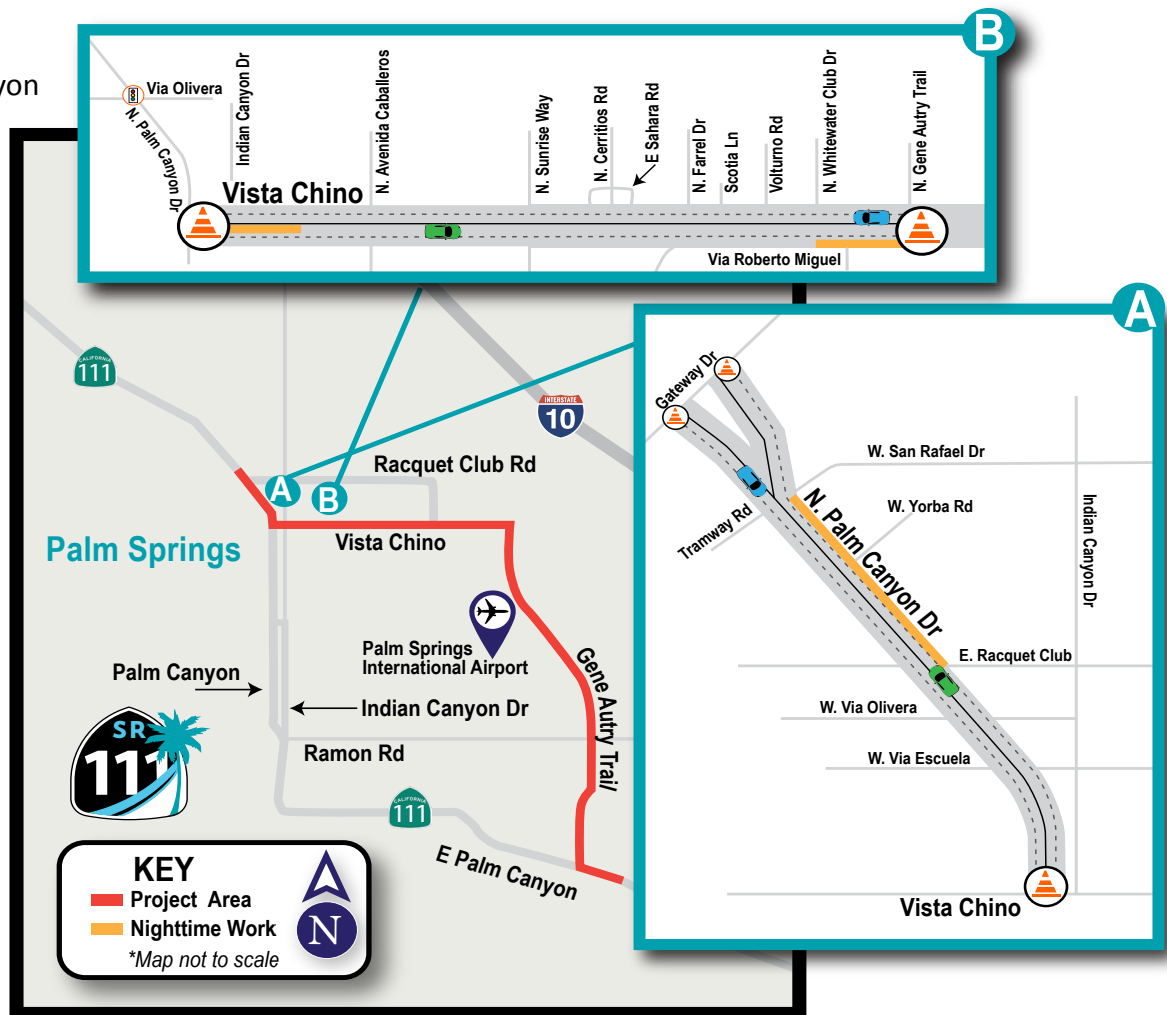 yon
B
Via Olivera
N. Palm Canyon Dr
Indian Canyon Dr
N. Avenida Caballeros
N. Sunrise Way
N. Cerritios Rd
E Sahara Rd
N. Farrel Dr
Scotia Ln
Volturno Rd
N. Whitewater Club Dr
N. Gene Autry Trail
Vista Chino
Via Roberto Miguel
A
Gateway Dr
W. San Rafael Dr
W. Yorba Rd
Tramway Rd
N. Palm Canyon Dr
Indian Canyon Dr
E. Racquet Club
W. Via Olivera
W. Via Escuela
Vista Chino
CALIFORNIA
111
INTERSTATE
10
Racquet Club Rd
A
B
Vista Chino
Palm Springs
Palm Springs
International Airport
Gene Autry Trail
Palm Canyon
Indian Canyon Dr
Ramon Rd
SR
111
CALIFORNIA
111
E Palm Canyon
KEY
Project Area
Nighttime Work
*Map not to scale
N